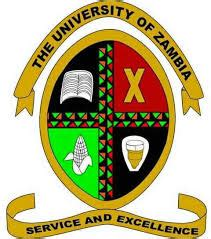 THE UNIVERSITY OF ZAMBIA
X
SERVICE AND EXCELLENCE